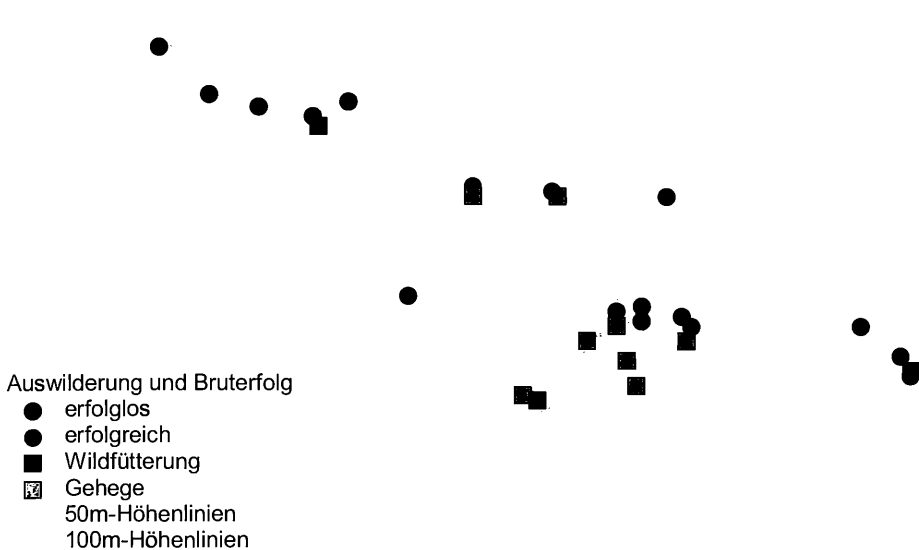 Auswilderung und Bruterfolg
erfolglos
erfolgreich
Wildfütterung
Gehege
50m-Höhenlinien
100m-Höhenlinien